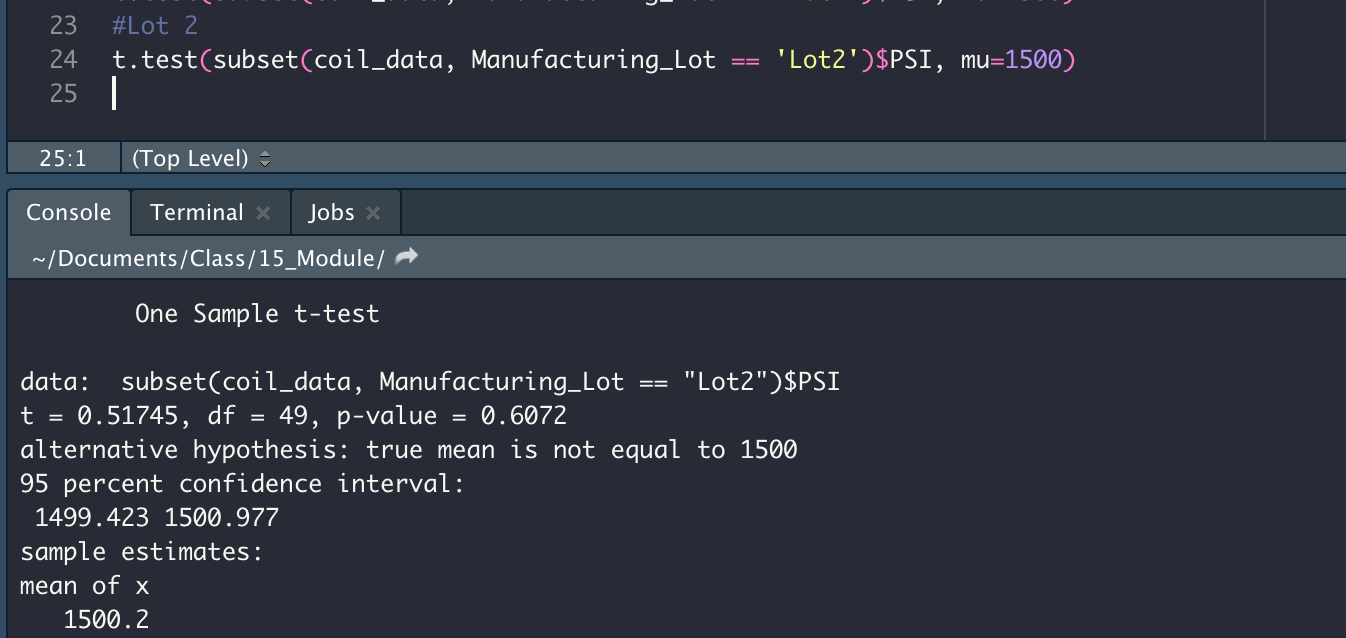 23 #Lot 2
24 t.test(subset(coil_data, Manufacturing_Lot == 'Lot2')$PSI, mu=1500)
25
25:1 (Top Level)
Console Terminal Jobs
~/Documents/Class/15_Module/
One Sample t-test
data:  subset(coil_data, Manufacturing_Lot == "Lot2")$PSI
t = 0.51745, df = 49, p-value = 0.6072
alternative hypothesis: true mean is not equal to 1500
95 percent confidence interval:
1499.423 1500.977
sample estimates:
mean of x
1500.2